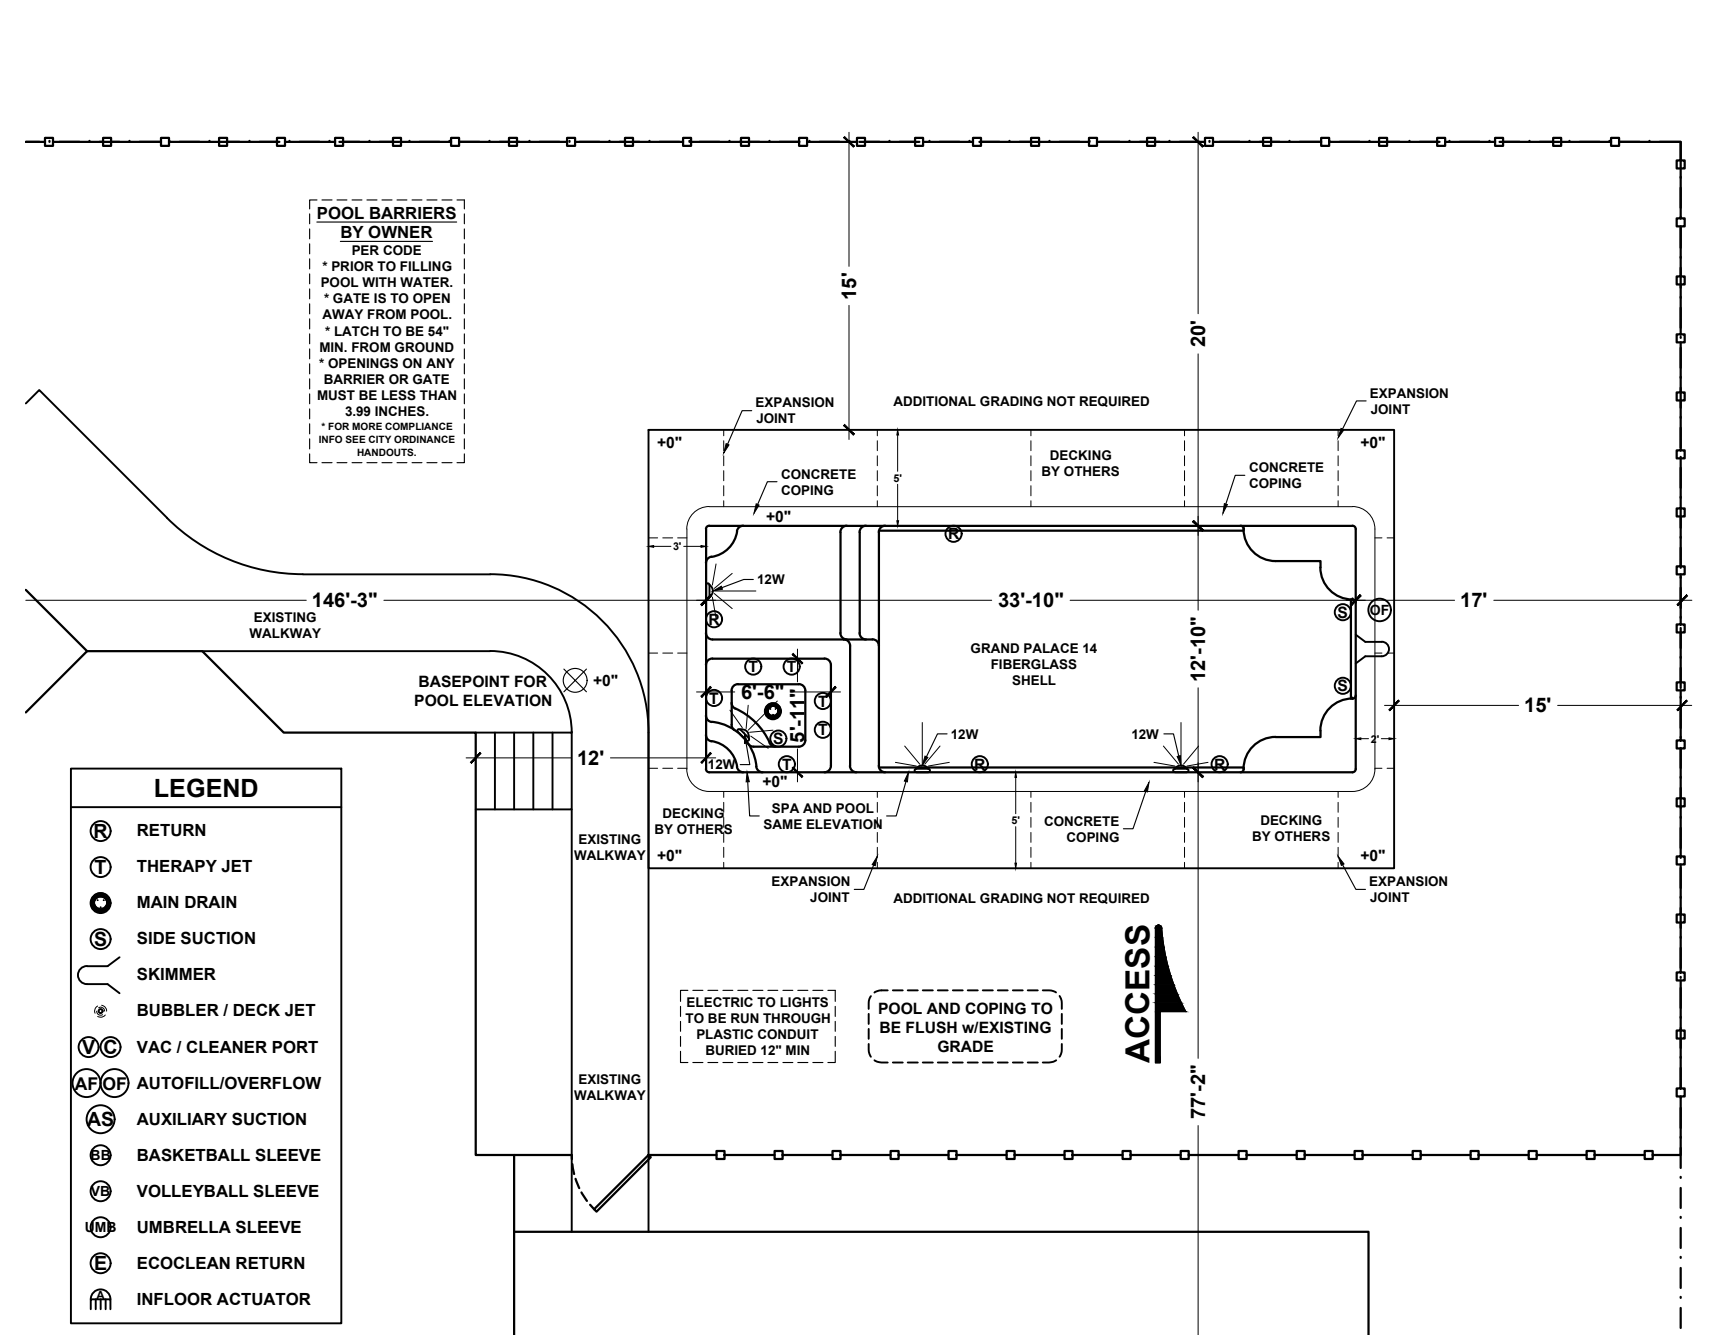 POOL BARRIERS
BY OWNER
PER CODE
* PRIOR TO FILLING
POOL WITH WATER.
* GATE IS TO OPEN
AWAY FROM POOL.
* LATCH TO BE 54"
MIN. FROM GROUND
* OPENINGS ON ANY
BARRIER OR GATE
MUST BE LESS THAN
3.99 INCHES.
* FOR MORE COMPLIANCE
INFO SEE CITY ORDINANCE
HANDOUTS.
15'
20'
EXPANSION
JOINT
ADDITIONAL GRADING NOT REQUIRED
EXPANSION
JOINT
+0"
+0"
DECKING
BY OTHERS
CONCRETE
COPING
5'
CONCRETE
COPING
+0"
R
3'
12W
146'-3"
33'-10"
17'
EXISTING
WALKWAY
R
S
OF
GRAND PALACE 14
FIBERGLASS
SHELL
12'-10"
BASEPOINT FOR
POOL ELEVATION
+0"
T
T
6'-6"
5'-11"
T
T
T
S
S
15'
12'
12W
T
12W
12W
R
R
2'
+0"
SPA AND POOL
SAME ELEVATION
DECKING
BY OTHERS
5'
CONCRETE
COPING
DECKING
BY OTHERS
EXISTING
WALKWAY
+0"
+0"
EXPANSION
JOINT
ADDITIONAL GRADING NOT REQUIRED
EXPANSION
JOINT
ACCESS
ELECTRIC TO LIGHTS
TO BE RUN THROUGH
PLASTIC CONDUIT
BURIED 12" MIN
POOL AND COPING TO
BE FLUSH w/EXISTING
GRADE
EXISTING
WALKWAY
77'-2"
LEGEND
R RETURN
T THERAPY JET
MAIN DRAIN
S SIDE SUCTION
SKIMMER
BUBBLER / DECK JET
V C VAC / CLEANER PORT
AF OF AUTOFILL/OVERFLOW
AS AUXILIARY SUCTION
BB BASKETBALL SLEEVE
VB VOLLEYBALL SLEEVE
UMB UMBRELLA SLEEVE
E ECOCLEAN RETURN
A INFLOOR ACTUATOR